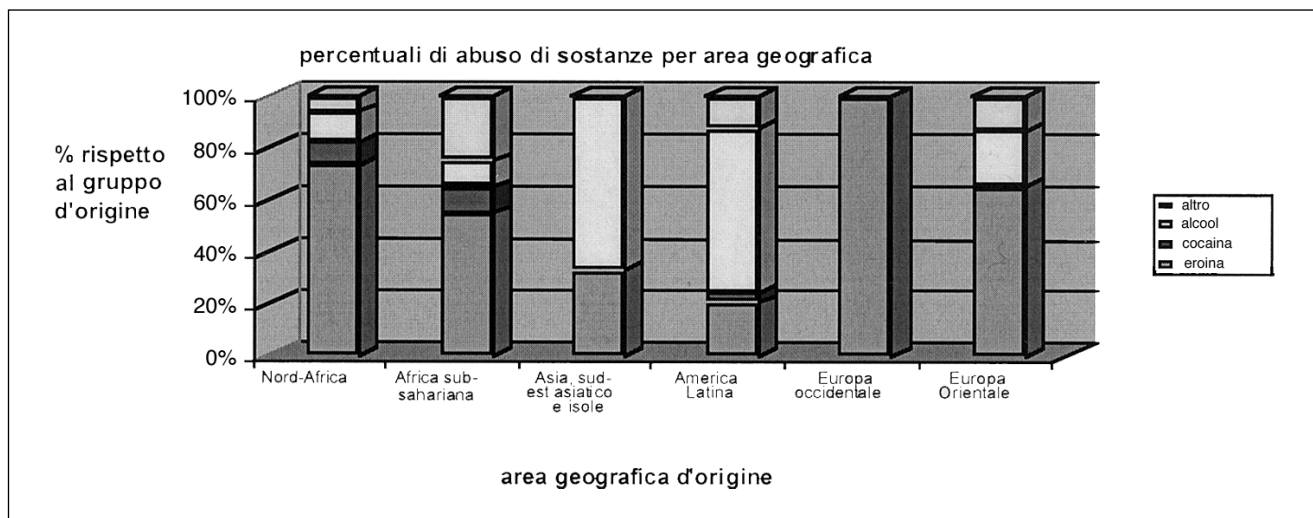 percentuali di abuso di sostanze per area geografica
100%
80%
60%
40%
20%
0%
% rispetto
al gruppo
d'origine
Nord-Africa
Africa sub-
sahariana
Asia, sud-
est asiatico
e isole
America
Latina
Europa
occidentale
Europa
Orientale
area geografica d'origine
altro
alcool
cocaina
eroina